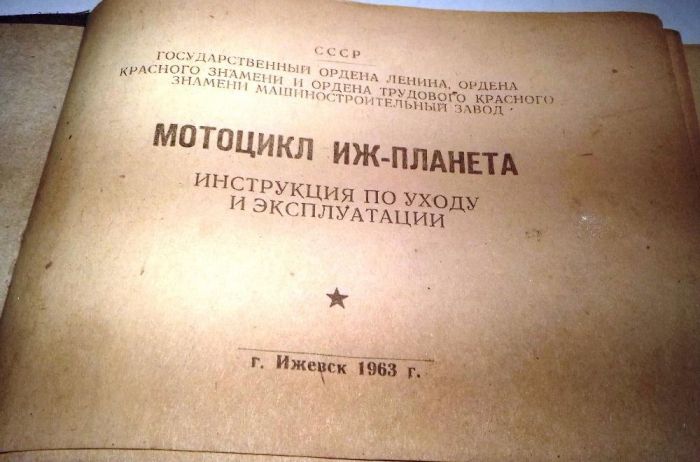 СССР
ГОСУДАРСТВЕННЫЙ ОРДЕНА ЛЕНИНА, ОРДЕНА
КРАСНОГО ЗНАМЕНИ И ОРДЕНА ТРУДОВОГО КРАСНОГО
ЗНАМЕНИ МАШИНОСТРОИТЕЛЬНЫЙ ЗАВОД
МОТОЦИКЛ ИЖ-ПЛАНЕТА
ИНСТРУКЦИЯ ПО УХОДУ
И ЭКСПЛУАТАЦИИ
г. Ижевск 1963 г.